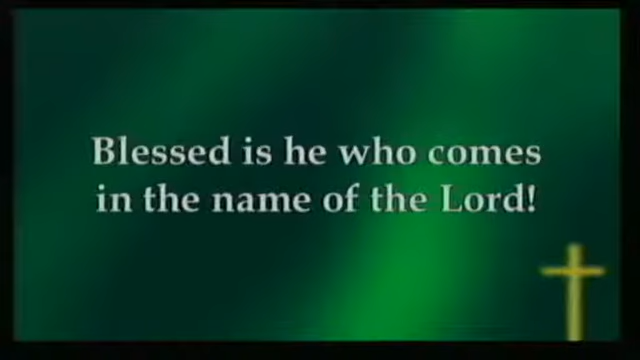 Blessed is he who comes
in the name of the Lord!